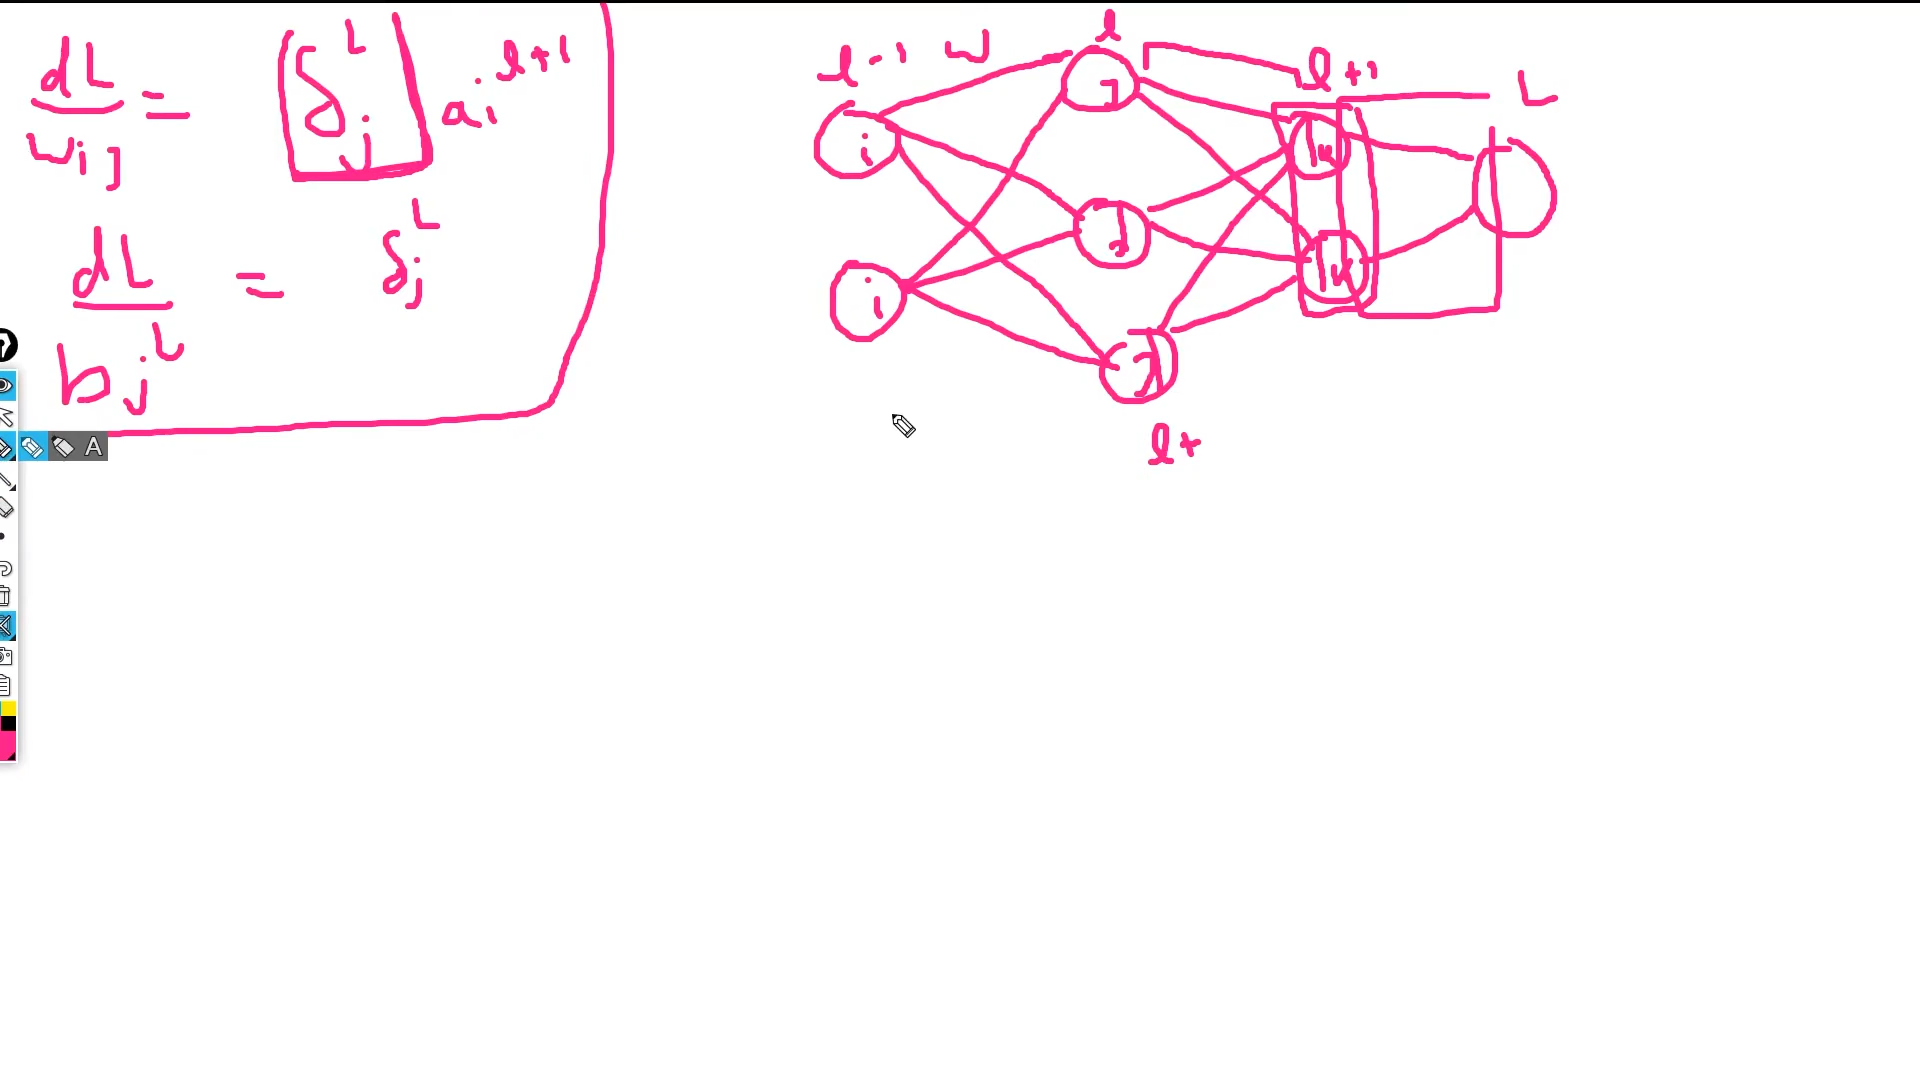 dL = δj^L ai^l+1
wij
dL = δj^L
bj^L
l-1 w l l+1 L
i j k
j
i k
j
l+
A